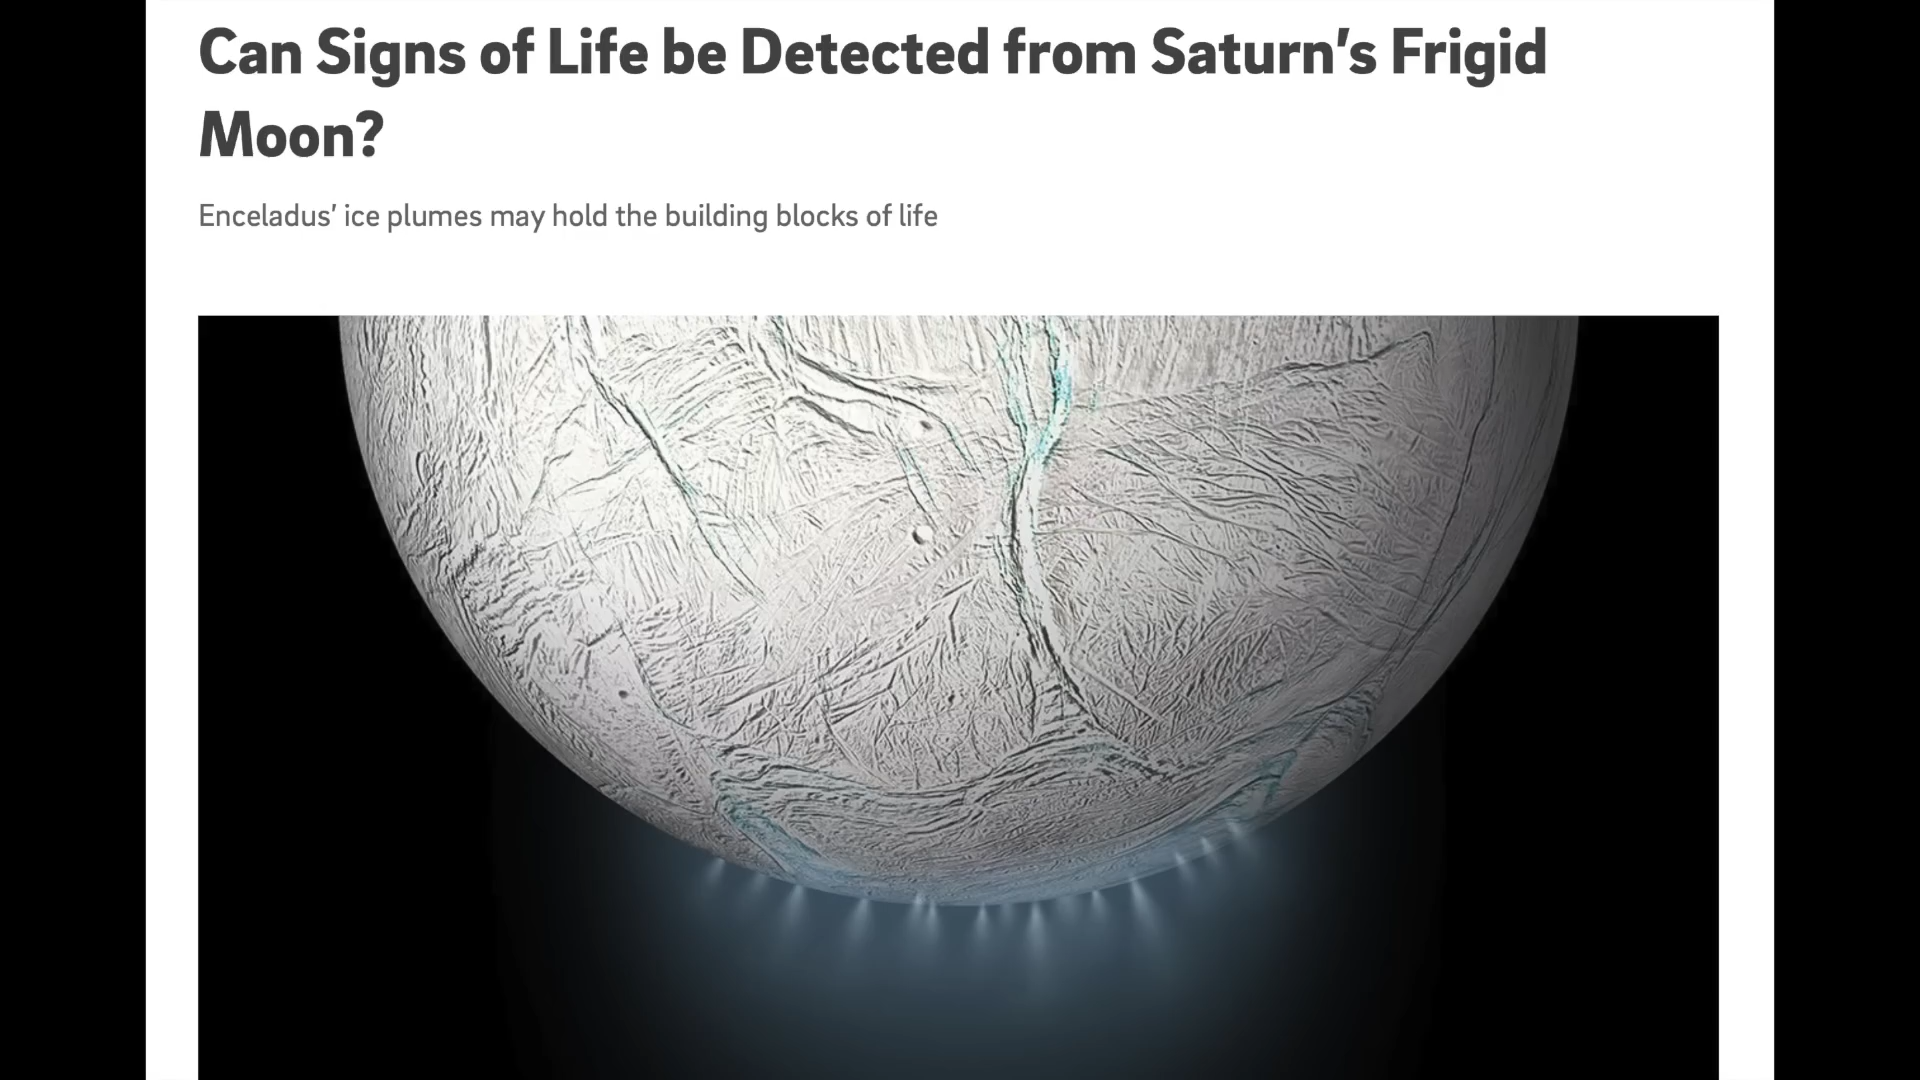 Can Signs of Life be Detected from Saturn’s Frigid
Moon?
Enceladus’ ice plumes may hold the building blocks of life